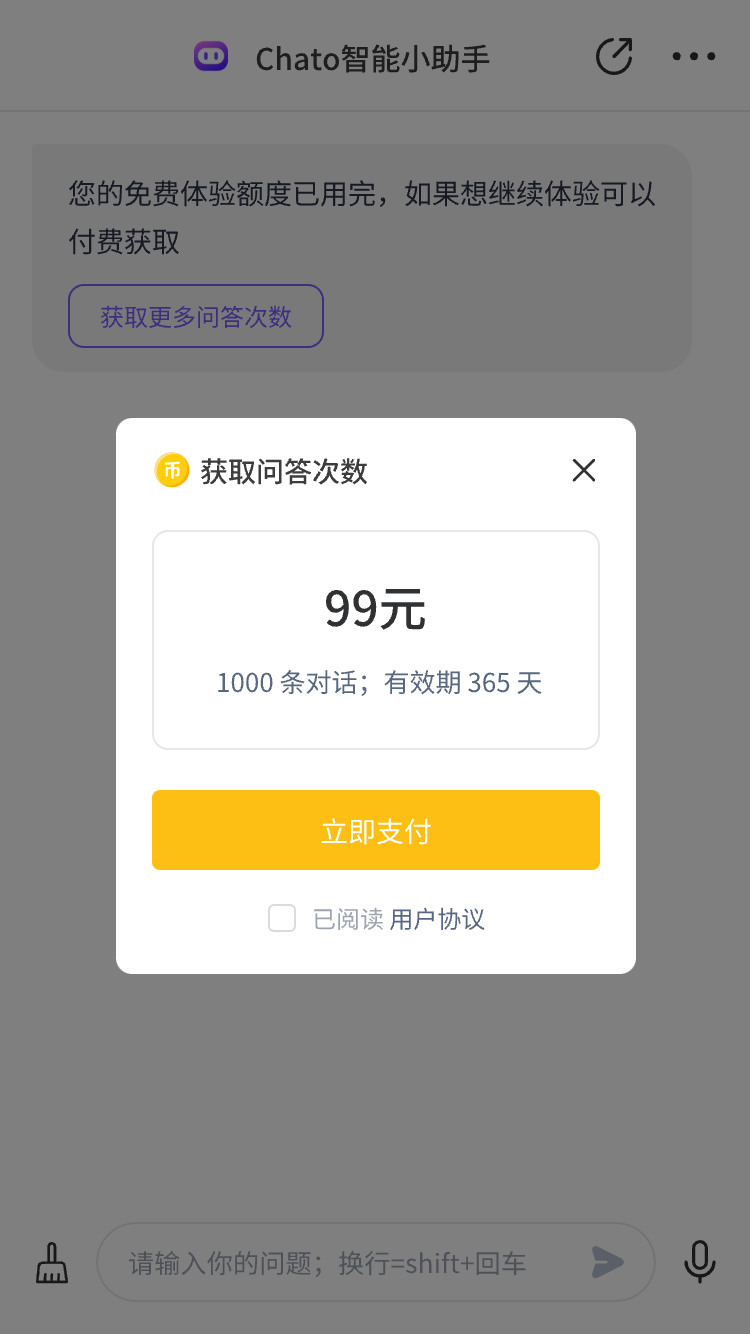 Chato智能小助手
您的免费体验额度已用完，如果想继续体验可以
付费获取
获取更多问答次数
币 获取问答次数
99元
1000 条对话；有效期 365 天
立即支付
已阅读 用户协议
请输入你的问题；换行=shift+回车